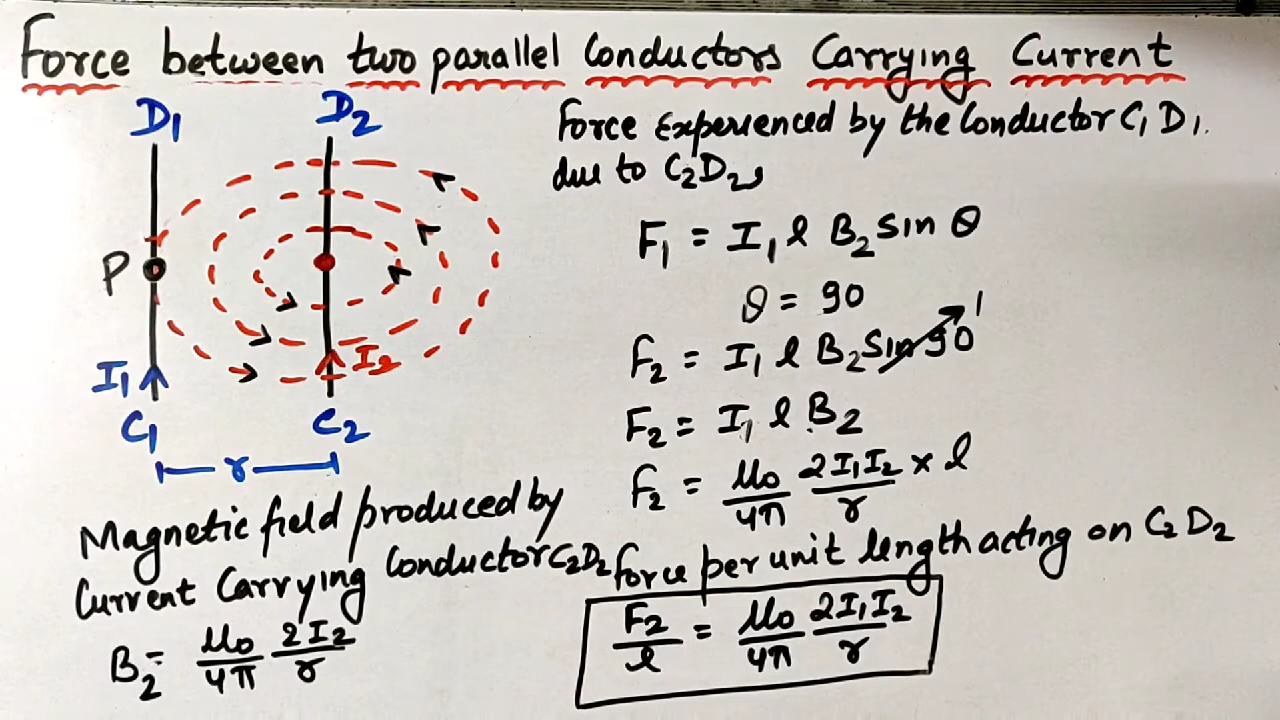 Force between two parallel Conductors Carrying Current
D₁
D₂
P
I₁
I₂
C₁
C₂
r
Magnetic field produced by
Current Carrying Conductor C₂D₂
B₂ = μ₀/4π 2I₂/r
Force Experienced by the Conductor C₁D₁.
due to C₂D₂,
F₁ = I₁ l B₂ sin θ
θ = 90
F₂ = I₁ l B₂ Sin 90 1
F₂ = I₁ l B₂
F₂ = μ₀/4π 2I₁I₂/r × l
force per unit length acting on C₂D₂
F₂/l = μ₀/4π 2I₁I₂/r